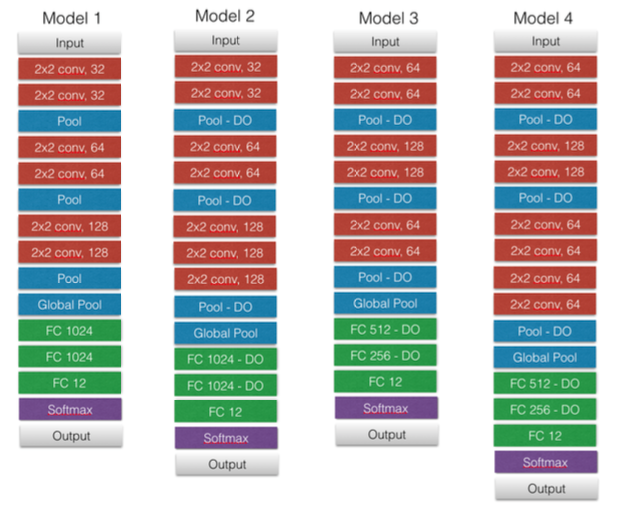 Model 1
Input
2x2 conv, 32
2x2 conv, 32
Pool
2x2 conv, 64
2x2 conv, 64
Pool
2x2 conv, 128
2x2 conv, 128
Pool
Global Pool
FC 1024
FC 1024
FC 12
Softmax
Output
Model 2
Input
2x2 conv, 32
2x2 conv, 32
Pool - DO
2x2 conv, 64
2x2 conv, 64
Pool - DO
2x2 conv, 128
2x2 conv, 128
2x2 conv, 128
Pool - DO
Global Pool
FC 1024 - DO
FC 1024 - DO
FC 12
Softmax
Output
Model 3
Input
2x2 conv, 64
2x2 conv, 64
Pool - DO
2x2 conv, 128
2x2 conv, 128
Pool - DO
2x2 conv, 64
2x2 conv, 64
Pool - DO
Global Pool
FC 512 - DO
FC 256 - DO
FC 12
Softmax
Output
Model 4
Input
2x2 conv, 64
2x2 conv, 64
Pool - DO
2x2 conv, 128
2x2 conv, 128
Pool - DO
2x2 conv, 64
2x2 conv, 64
2x2 conv, 64
2x2 conv, 64
Pool - DO
Global Pool
FC 512 - DO
FC 256 - DO
FC 12
Softmax
Output